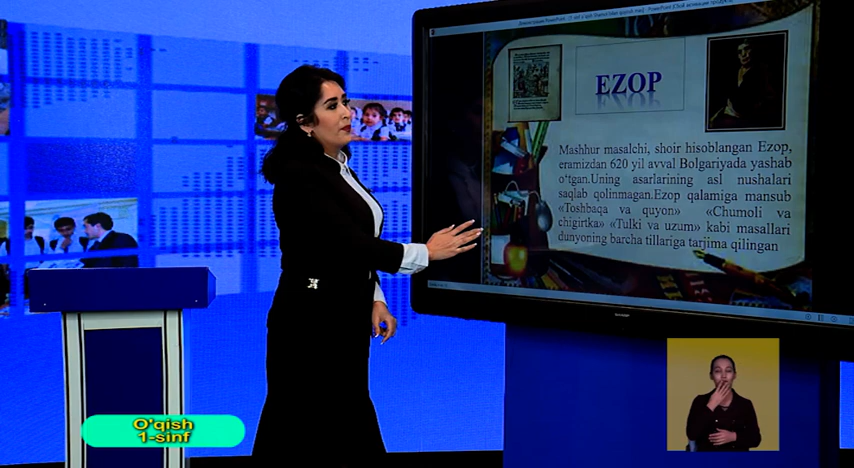 EZOP
Mashhur masalchi, shoir hisoblangan Ezop,
eramizdan 620 yil avval Bolgariyada yashab
o‘tgan.Uning asarlarining asl nushalari
saqlab qolinmagan.Ezop qalamiga mansub
«Toshbaqa va quyon» «Chumoli va
chigirtka» «Tulki va uzum» kabi masallari
dunyoning barcha tillariga tarjima qilingan
O'qish
1-sinf